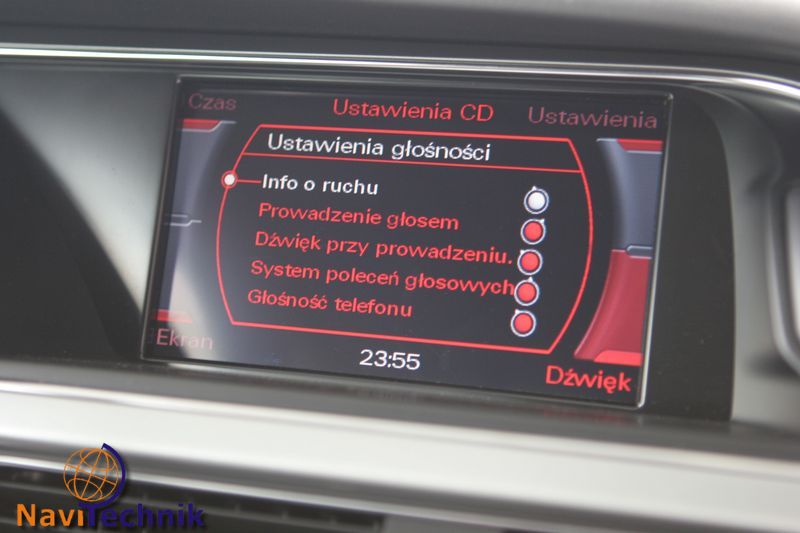 Czas
Ustawienia CD
Ustawienia
Ustawienia głośności
Info o ruchu
Prowadzenie głosem
Dźwięk przy prowadzeniu.
System poleceń głosowych
Głośność telefonu
Ekran
23:55
Dźwięk
NaviTechnik